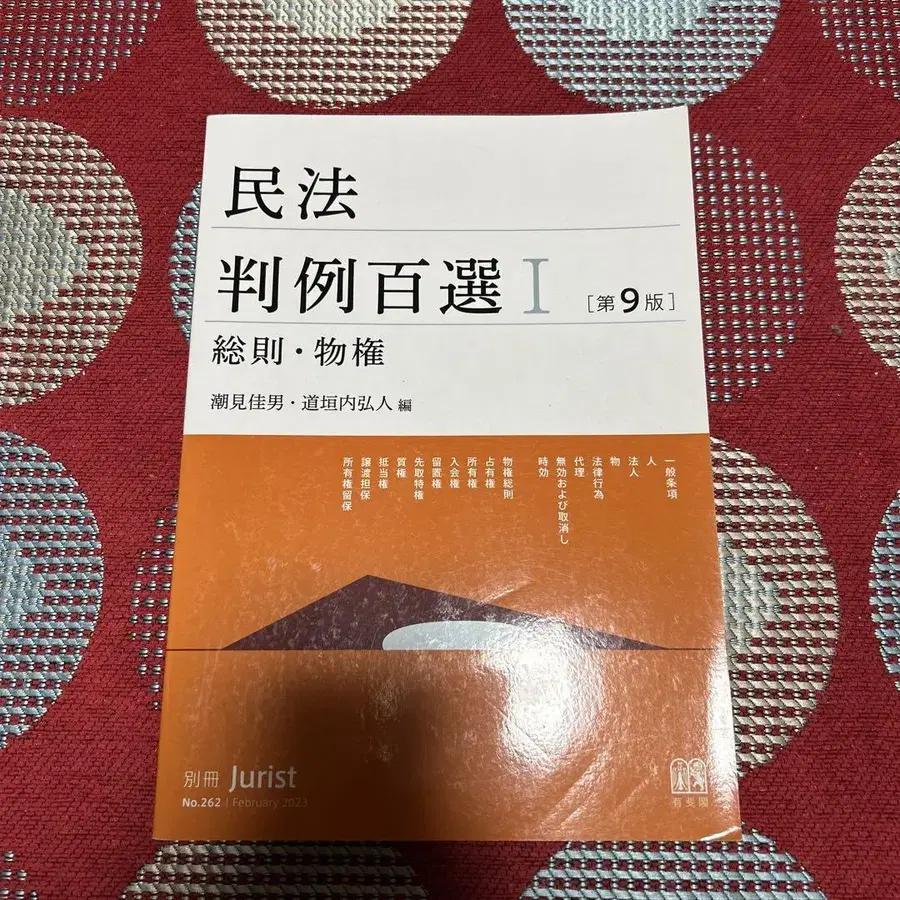 民法
判例百選Ⅰ [第9版]
総則・物権
潮見佳男・道垣内弘人 編
一般条項
人
法人
物
法律行為
代理
無効および取消し
時効
物権総則
占有権
所有権
入会権
留置権
先取特権
質権
抵当権
譲渡担保
所有権留保
別冊 Jurist
No.262 | February 2023
有斐閣